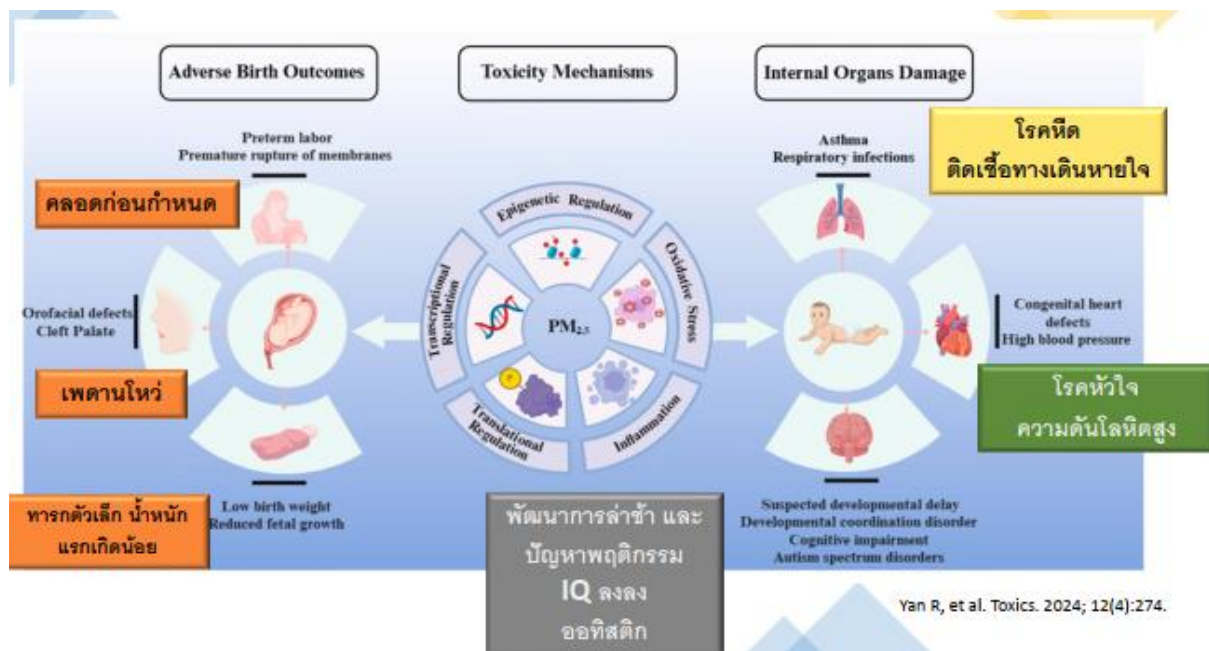 Adverse Birth Outcomes
Toxicity Mechanisms
Internal Organs Damage
Preterm labor
Premature rupture of membranes
คลอดก่อนกำหนด
Orofacial defects
Cleft Palate
เพดานโหว่
Low birth weight
Reduced fetal growth
ทารกตัวเล็ก น้ำหนัก
แรกเกิดน้อย
Epigenetic Regulation
Oxidative Stress
Inflammation
Translational
Regulation
Transcriptional
Regulation
PM2.5
P
พัฒนาการล่าช้า และ
ปัญหาพฤติกรรม
IQ ลงลง
ออทิสติก
Asthma
Respiratory infections
โรคหืด
ติดเชื้อทางเดินหายใจ
Congenital heart
defects
High blood pressure
โรคหัวใจ
ความดันโลหิตสูง
Suspected developmental delay
Developmental coordination disorder
Cognitive impairment
Autism spectrum disorders
Yan R, et al. Toxics. 2024; 12(4):274.